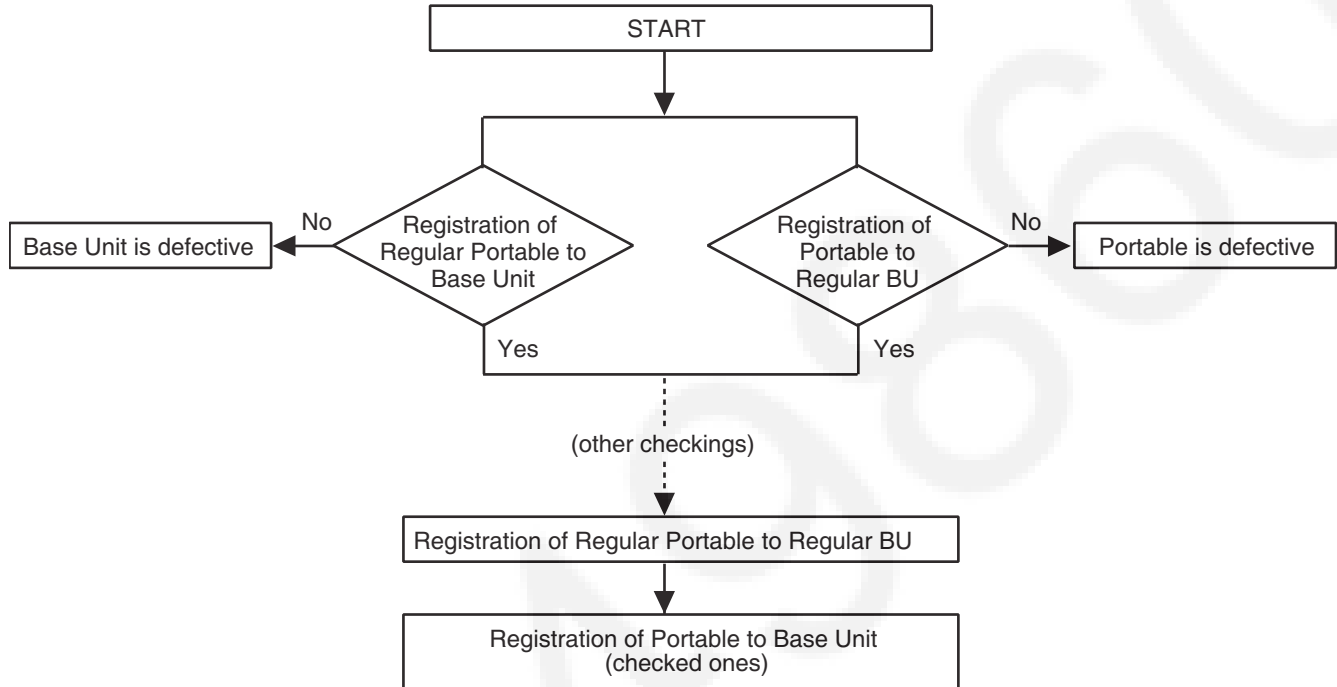 START
No
Registration of
Regular Portable to
Base Unit
Registration of
Portable to
Regular BU
No
Base Unit is defective
Portable is defective
Yes
Yes
(other checkings)
Registration of Regular Portable to Regular BU
Registration of Portable to Base Unit
(checked ones)